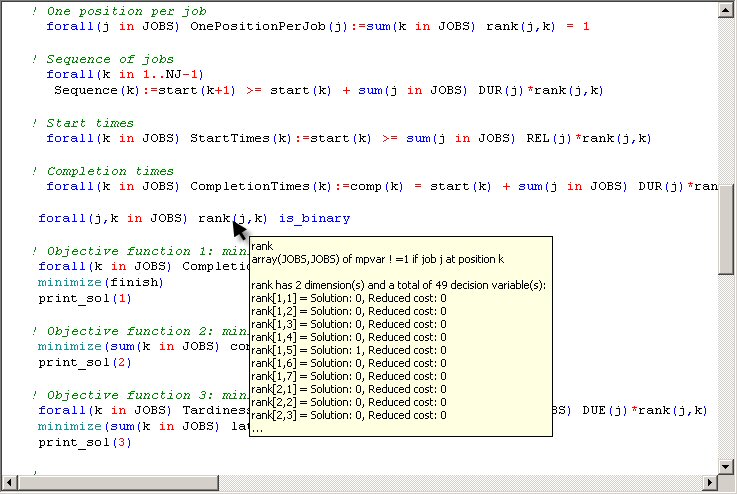 ! One position per job
forall(j in JOBS) OnePositionPerJob(j):=sum(k in JOBS) rank(j,k) = 1
! Sequence of jobs
forall(k in 1..NJ-1)
Sequence(k):=start(k+1) >= start(k) + sum(j in JOBS) DUR(j)*rank(j,k)
! Start times
forall(k in JOBS) StartTimes(k):=start(k) >= sum(j in JOBS) REL(j)*rank(j,k)
! Completion times
forall(k in JOBS) CompletionTimes(k):=comp(k) = start(k) + sum(j in JOBS) DUR(j)*ran
forall(j,k in JOBS) rank(j,k) is_binary
! Objective function 1: min
forall(k in JOBS) Completio
minimize(finish)
print_sol(1)
! Objective function 2: min
minimize(sum(k in JOBS) com
print_sol(2)
! Objective function 3: min
forall(k in JOBS) Tardiness
JOBS) DUE(j)*rank(j,k)
minimize(sum(k in JOBS) lat
print_sol(3)
rank
array(JOBS,JOBS) of mpvar ! =1 if job j at position k
rank has 2 dimension(s) and a total of 49 decision variable(s):
rank[1,1] = Solution: 0, Reduced cost: 0
rank[1,2] = Solution: 0, Reduced cost: 0
rank[1,3] = Solution: 0, Reduced cost: 0
rank[1,4] = Solution: 0, Reduced cost: 0
rank[1,5] = Solution: 1, Reduced cost: 0
rank[1,6] = Solution: 0, Reduced cost: 0
rank[1,7] = Solution: 0, Reduced cost: 0
rank[2,1] = Solution: 0, Reduced cost: 0
rank[2,2] = Solution: 0, Reduced cost: 0
rank[2,3] = Solution: 0, Reduced cost: 0
...